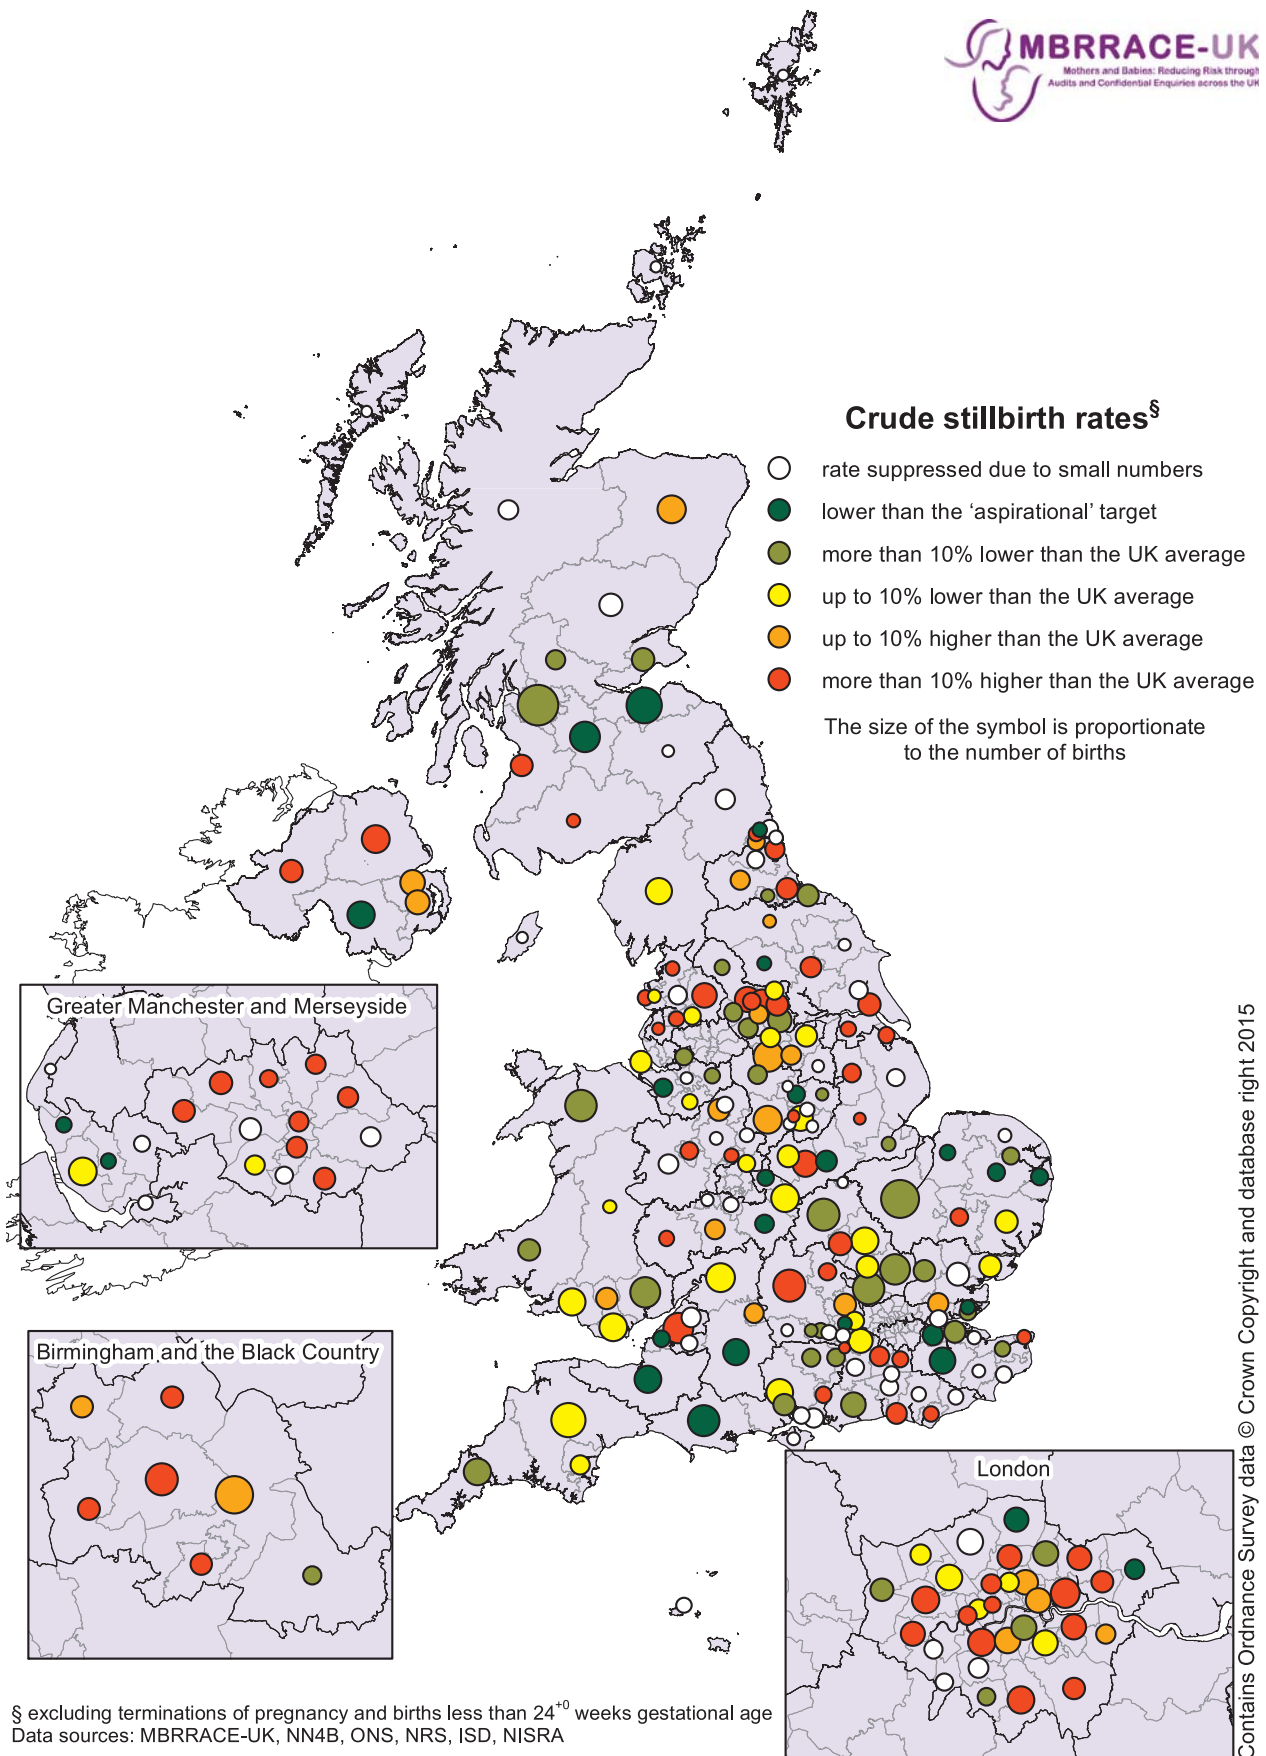 MBRRACE-UK
Mothers and Babies: Reducing Risk through
Audits and Confidential Enquiries across the UK
Crude stillbirth rates§
rate suppressed due to small numbers
lower than the ‘aspirational’ target
more than 10% lower than the UK average
up to 10% lower than the UK average
up to 10% higher than the UK average
more than 10% higher than the UK average
The size of the symbol is proportionate
to the number of births
Greater Manchester and Merseyside
Birmingham and the Black Country
London
§ excluding terminations of pregnancy and births less than 24+0 weeks gestational age
Data sources: MBRRACE-UK, NN4B, ONS, NRS, ISD, NISRA
Contains Ordnance Survey data © Crown Copyright and database right 2015